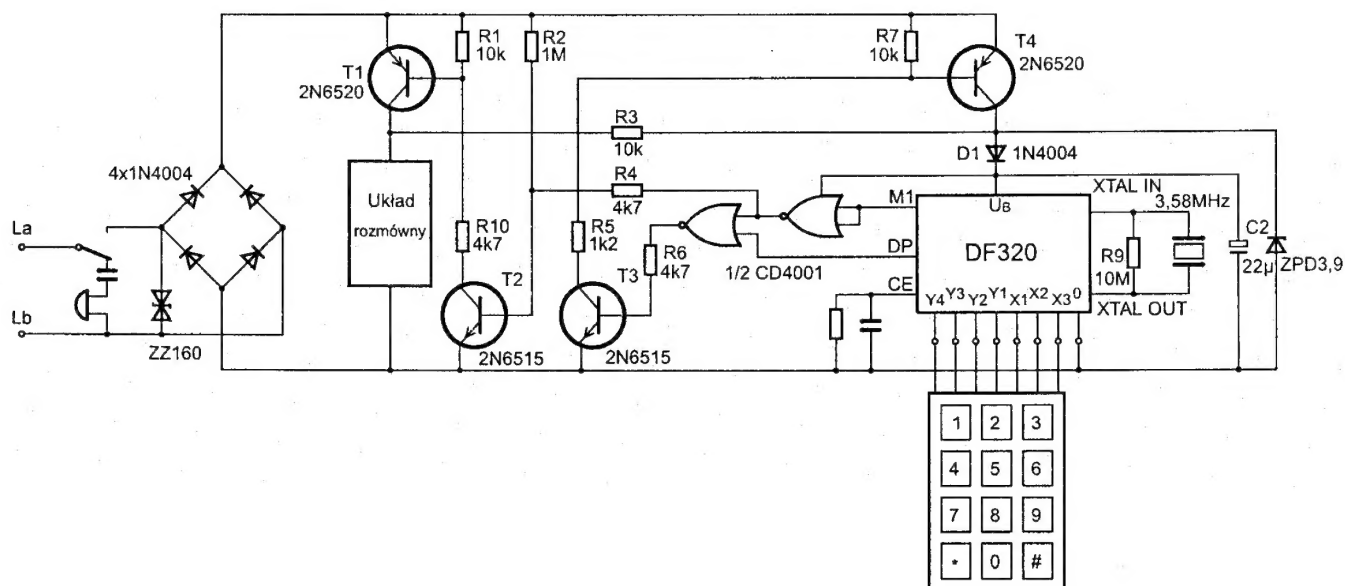 R1
10k
R2
1M
R7
10k
T4
2N6520
T1
2N6520
R3
10k
D1
1N4004
4x1N4004
R4
4k7
M1
UB
XTAL IN
3,58MHz
Układ
rozmówny
La
R10
4k7
R5
1k2
R6
4k7
DP
DF320
R9
10M
C2
22µ
ZPD3,9
T2
T3
1/2 CD4001
CE
Y4
Y3
Y2
Y1
X1
X2
X3
0
XTAL OUT
Lb
ZZ160
2N6515
2N6515
1
2
3
4
5
6
7
8
9
*
0
#